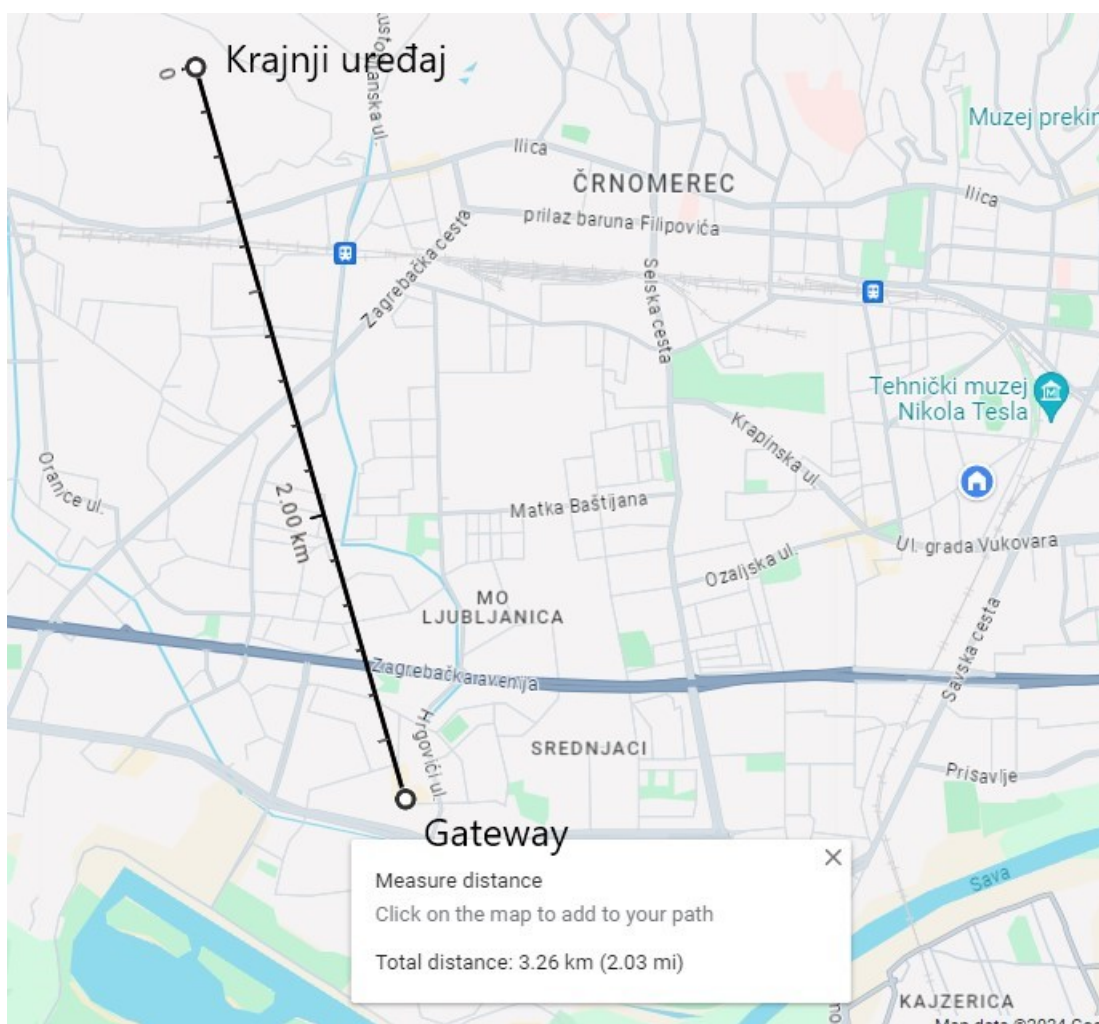 Krajnji uređaj
0
Ilica
ČRNOMEREC
prilaz baruna Filipovića
Ilica
Zagrebačka cesta
Selska cesta
Tehnički muzej
Nikola Tesla
Krapinska ul.
Oranice ul.
2.00 km
Matka Baštijana
Ul. grada Vukovara
Ozaljska ul.
MO
LJUBLJANICA
Savska cesta
Zagrebačka avenija
Hrgovići ul.
SREDNJACI
Prisavlje
Gateway
Measure distance
Click on the map to add to your path
Total distance: 3.26 km (2.03 mi)
Sava
KAJZERICA